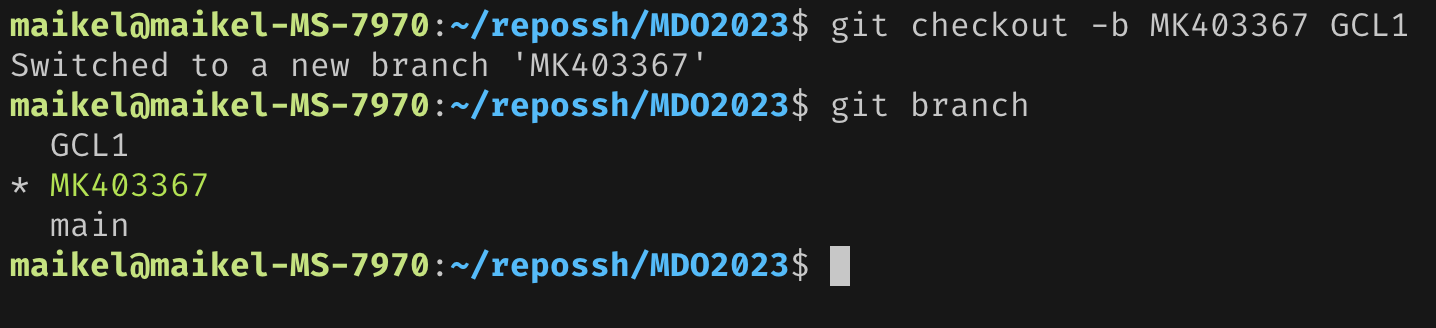 maikel@maikel-MS-7970:~/repossh/MDO2023$ git checkout -b MK403367 GCL1
Switched to a new branch 'MK403367'
maikel@maikel-MS-7970:~/repossh/MDO2023$ git branch
  GCL1
* MK403367
  main
maikel@maikel-MS-7970:~/repossh/MDO2023$